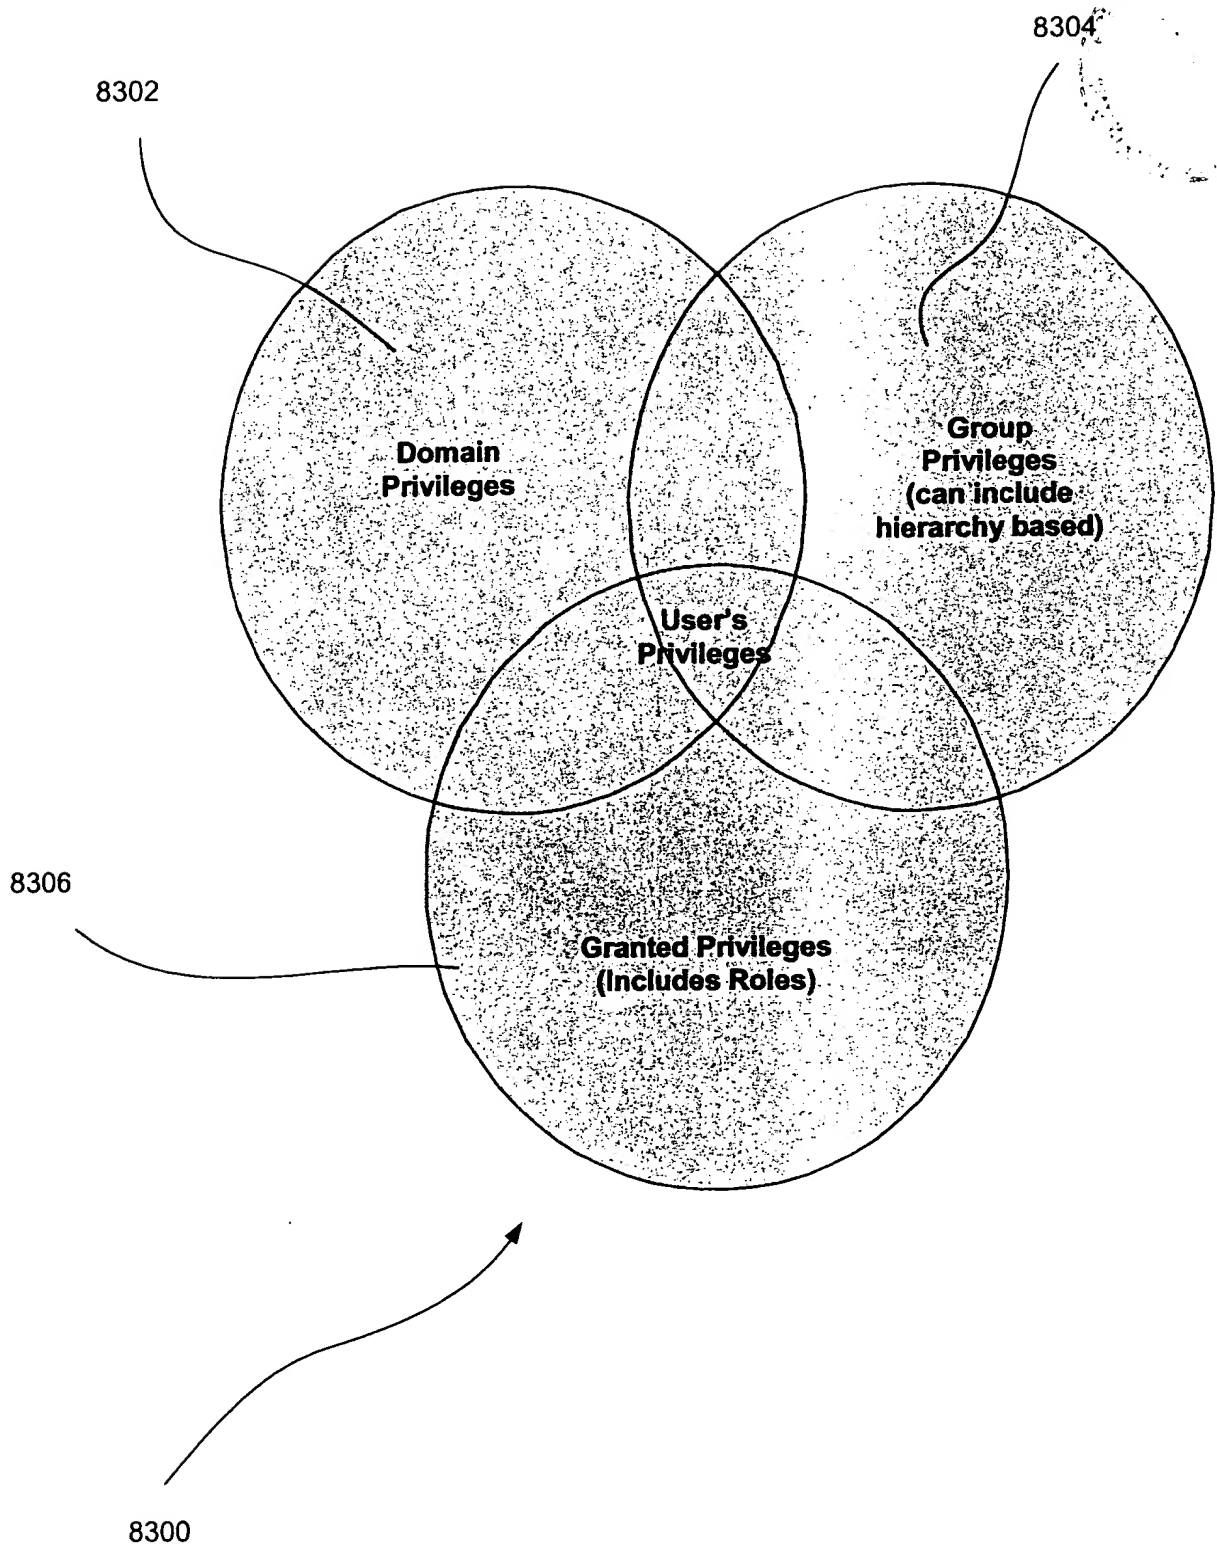 8304
8302
Domain
Privileges
Group
Privileges
(can include
hierarchy based)
User's
Privileges
8306
Granted Privileges
(Includes Roles)
8300